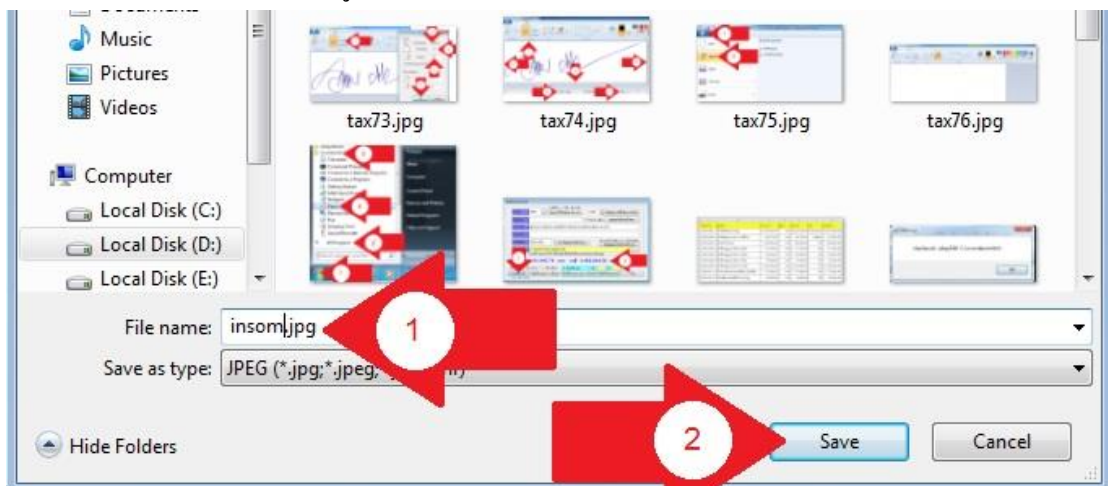 Music
Pictures
Videos
Computer
Local Disk (C:)
Local Disk (D:)
Local Disk (E:)
tax73.jpg
tax74.jpg
tax75.jpg
tax76.jpg
File name:
insom.jpg
1
Save as type:
JPEG (*.jpg;*.jpeg;
Hide Folders
2
Save
Cancel